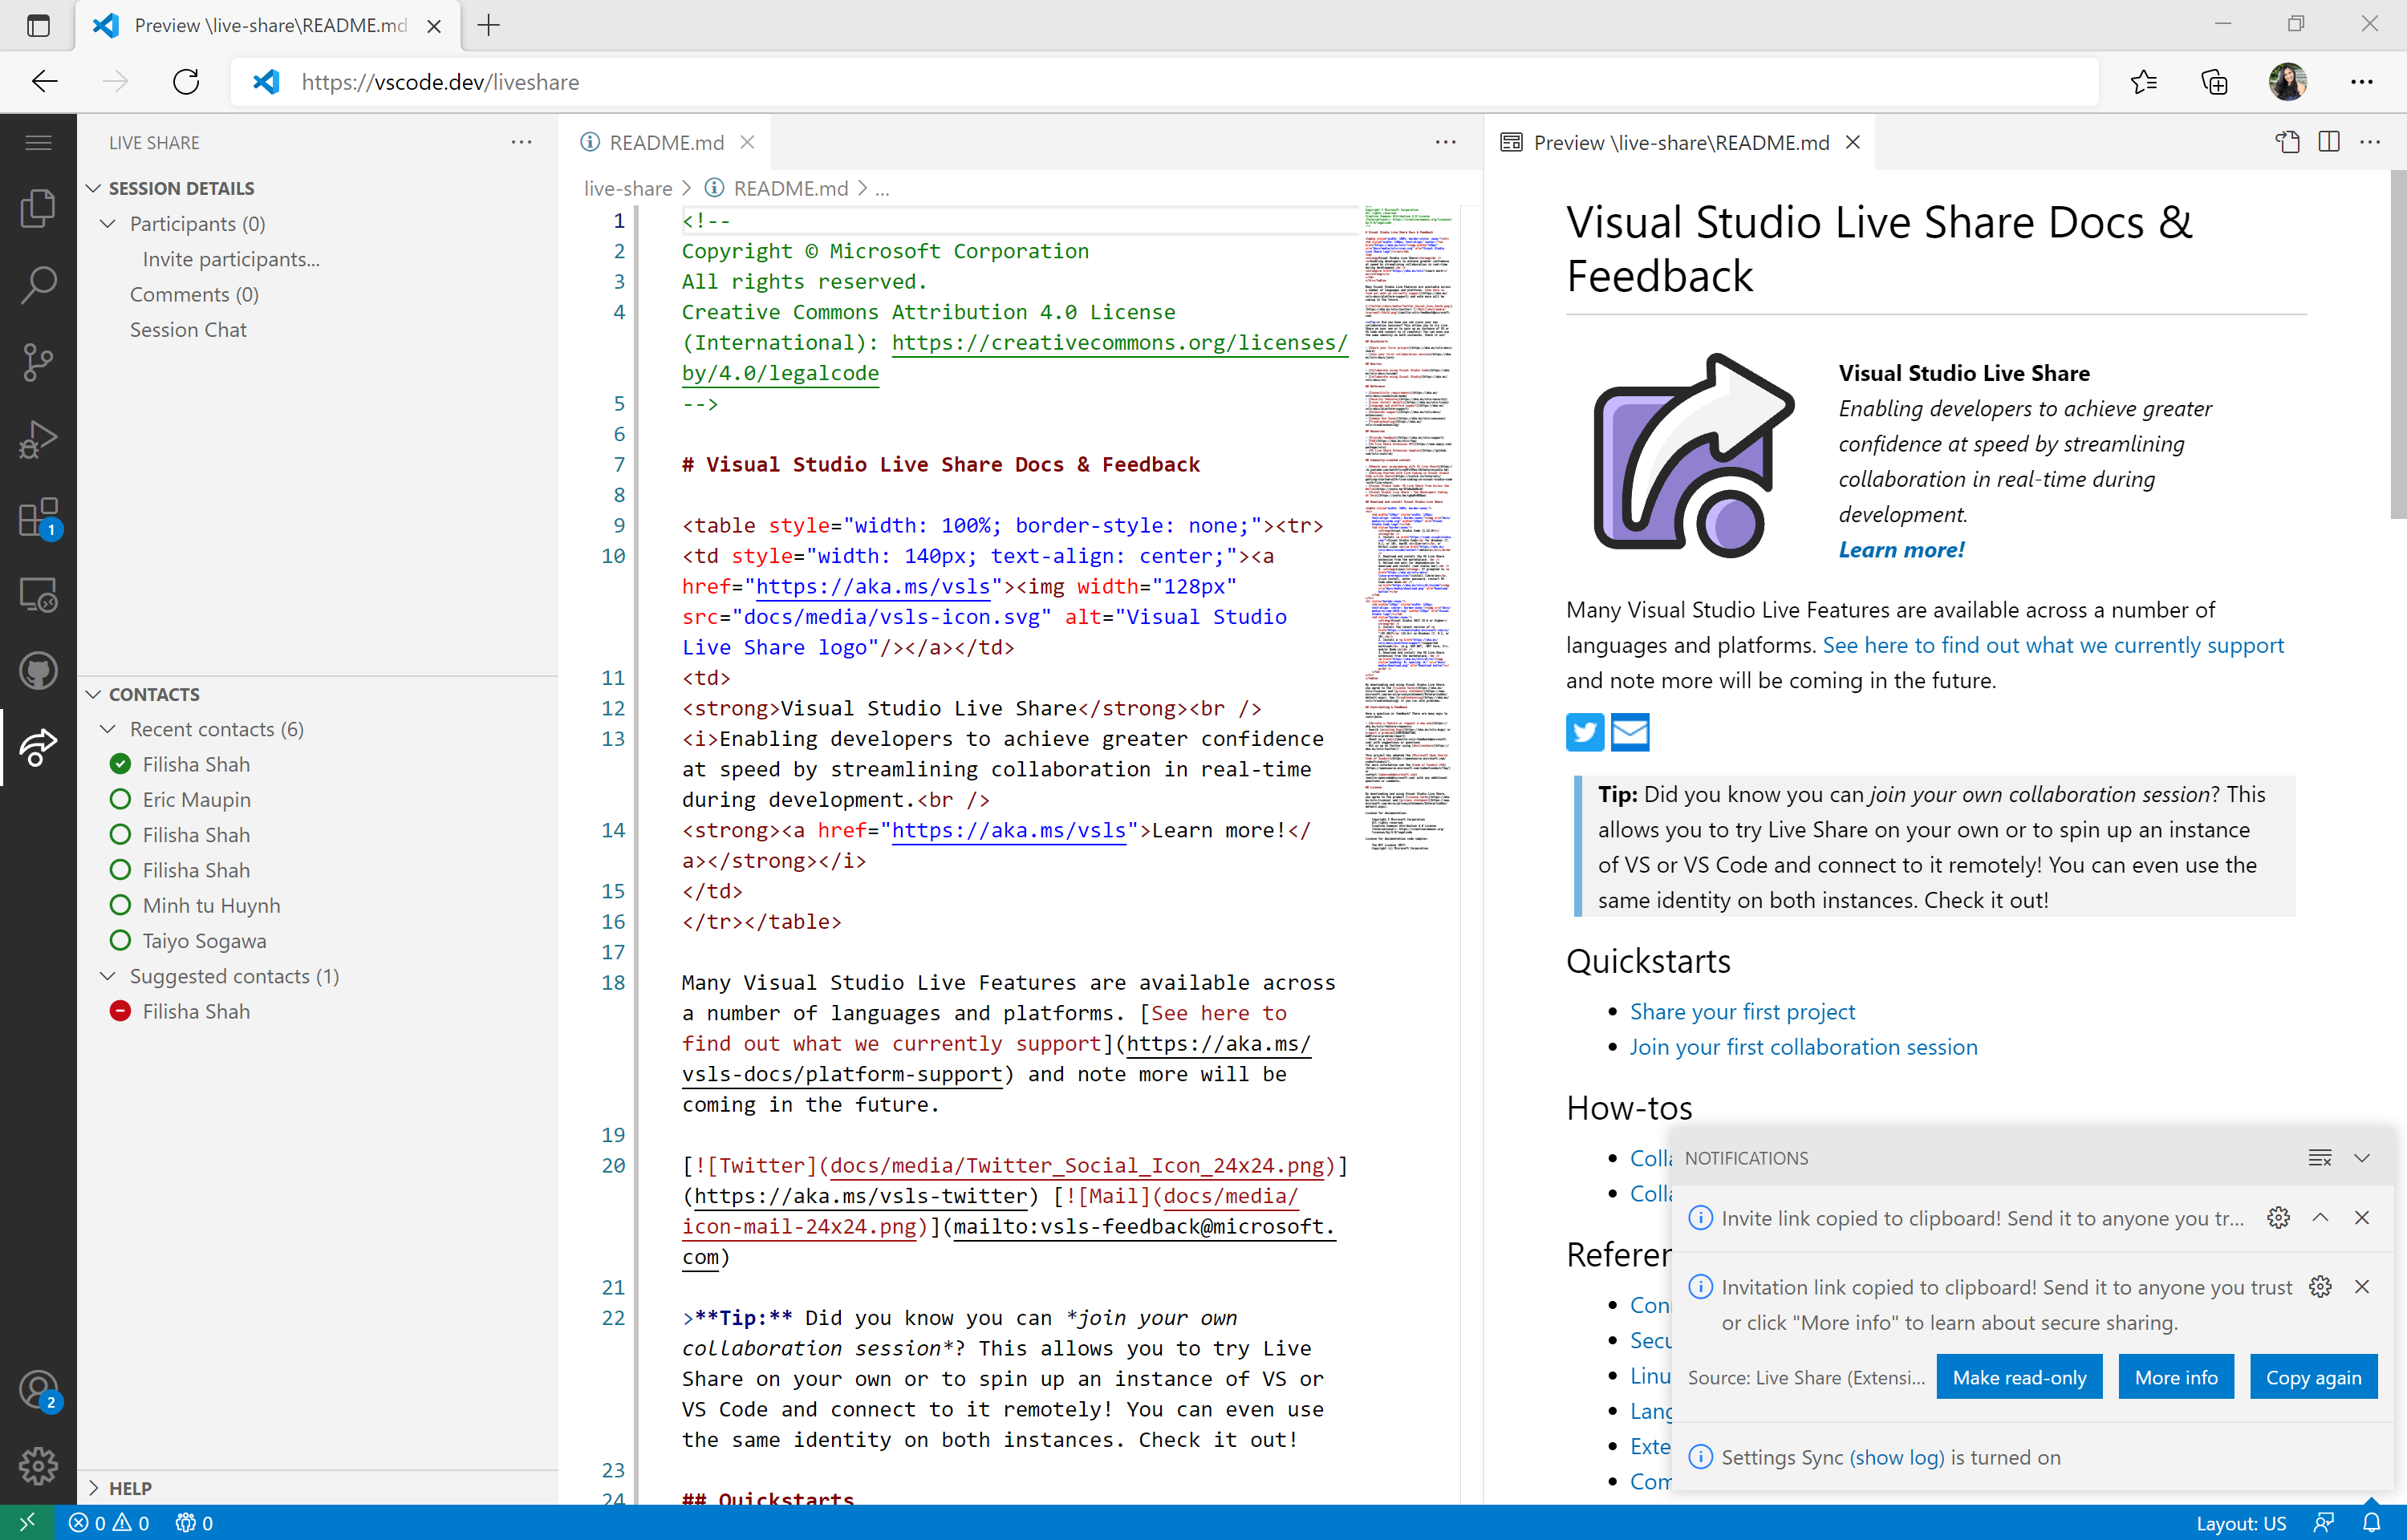 Preview \live-share\README.md
https://vscode.dev/liveshare
LIVE SHARE
SESSION DETAILS
Participants (0)
Invite participants...
Comments (0)
Session Chat
CONTACTS
Recent contacts (6)
Filisha Shah
Eric Maupin
Filisha Shah
Filisha Shah
Minh tu Huynh
Taiyo Sogawa
Suggested contacts (1)
Filisha Shah
HELP
1
2
README.md
live-share > README.md > ...
1 <!--
2 Copyright © Microsoft Corporation
3 All rights reserved.
4 Creative Commons Attribution 4.0 License
(International): https://creativecommons.org/licenses/
by/4.0/legalcode
5 -->
6
7 # Visual Studio Live Share Docs & Feedback
8
9 <table style="width: 100%; border-style: none;"><tr>
10 <td style="width: 140px; text-align: center;"><a
href="https://aka.ms/vsls"><img width="128px"
src="docs/media/vsls-icon.svg" alt="Visual Studio
Live Share logo"/></a></td>
11 <td>
12 <strong>Visual Studio Live Share</strong><br />
13 <i>Enabling developers to achieve greater confidence
at speed by streamlining collaboration in real-time
during development.<br />
14 <strong><a href="https://aka.ms/vsls">Learn more!</
a></strong></i>
15 </td>
16 </tr></table>
17
18 Many Visual Studio Live Features are available across
a number of languages and platforms. [See here to
find out what we currently support](https://aka.ms/
vsls-docs/platform-support) and note more will be
coming in the future.
19
20 [![Twitter](docs/media/Twitter_Social_Icon_24x24.png)]
(https://aka.ms/vsls-twitter) [![Mail](docs/media/
icon-mail-24x24.png)](mailto:vsls-feedback@microsoft.
com)
21
22 >**Tip:** Did you know you can *join your own
collaboration session*? This allows you to try Live
Share on your own or to spin up an instance of VS or
VS Code and connect to it remotely! You can even use
the same identity on both instances. Check it out!
23
24 ## Quickstarts
Preview \live-share\README.md
Visual Studio Live Share Docs &
Feedback
Visual Studio Live Share
Enabling developers to achieve greater
confidence at speed by streamlining
collaboration in real-time during
development.
Learn more!
Many Visual Studio Live Features are available across a number of
languages and platforms. See here to find out what we currently support
and note more will be coming in the future.
Tip: Did you know you can join your own collaboration session? This
allows you to try Live Share on your own or to spin up an instance
of VS or VS Code and connect to it remotely! You can even use the
same identity on both instances. Check it out!
Quickstarts
Share your first project
Join your first collaboration session
How-tos
Colla
Colla
Referen
Con
Secu
Linu
Lang
Exte
Com
NOTIFICATIONS
Invite link copied to clipboard! Send it to anyone you tr...
Invitation link copied to clipboard! Send it to anyone you trust
or click "More info" to learn about secure sharing.
Source: Live Share (Extensi...
Make read-only
More info
Copy again
Settings Sync (show log) is turned on
0 0 0
Layout: US